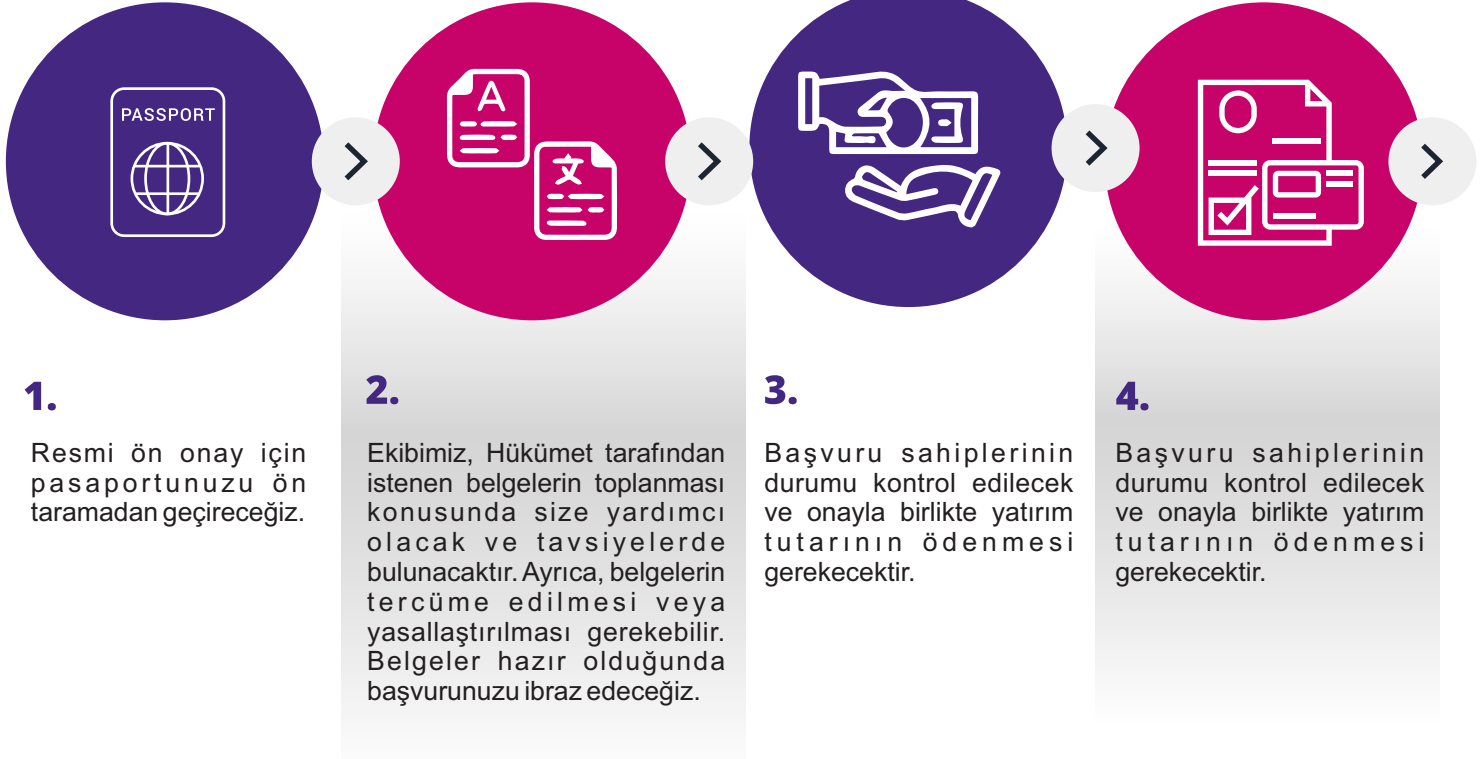 PASSPORT
A
文
1.
Resmi ön onay için
pasaportunuzu ön
taramadan geçireceğiz.
2.
Ekibimiz, Hükümet tarafından
istenen belgelerin toplanması
konusunda size yardımcı
olacak ve tavsiyelerde
bulunacaktır. Ayrıca, belgelerin
tercüme edilmesi veya
yasallaştırılması gerekebilir.
Belgeler hazır olduğunda
başvurunuzu ibraz edeceğiz.
3.
Başvuru sahiplerinin
durumu kontrol edilecek
ve onayla birlikte yatırım
tutarının ödenmesi
gerekecektir.
4.
Başvuru sahiplerinin
durumu kontrol edilecek
ve onayla birlikte yatırım
tutarının ödenmesi
gerekecektir.